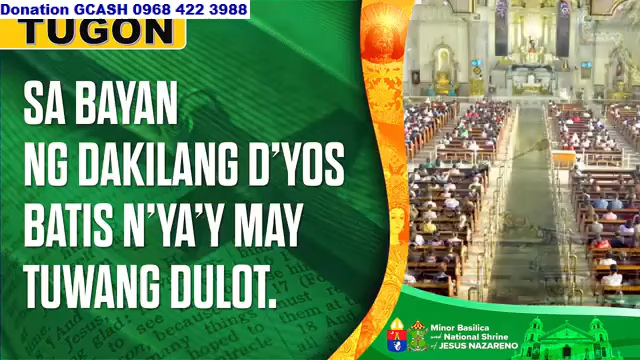 Donation GCASH 0968 422 3988
TUGON
SA BAYAN
NG DAKILANG D'YOS
BATIS N'YA'Y MAY
TUWANG DULOT.
Minor Basilica
and National Shrine
of JESUS NAZARENO